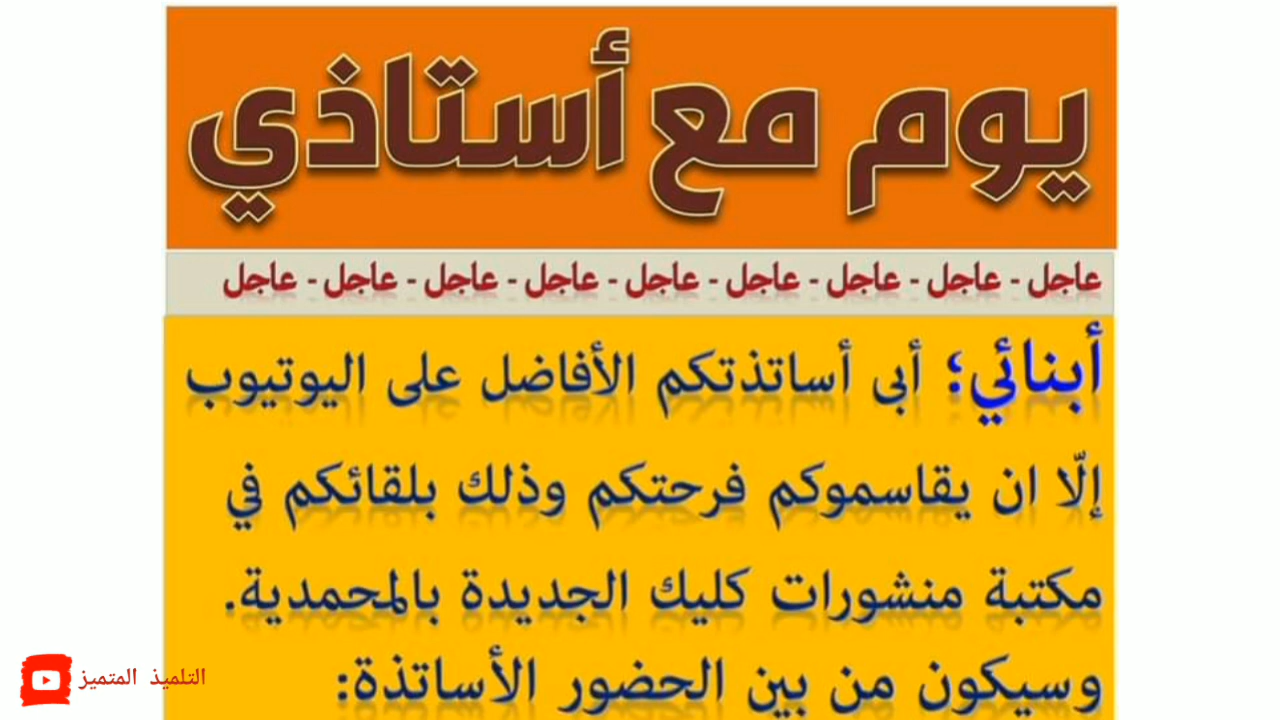 يوم مع أستاذي
عاجل - عاجل - عاجل - عاجل - عاجل - عاجل - عاجل - عاجل - عاجل
أبنائي؛ أبى أساتذتكم الأفاضل على اليوتيوب
إلّا ان يقاسموكم فرحتكم وذلك بلقائكم في
مكتبة منشورات كليك الجديدة بالمحمدية.
وسيكون من بين الحضور الأساتذة:
التلميذ المتميز